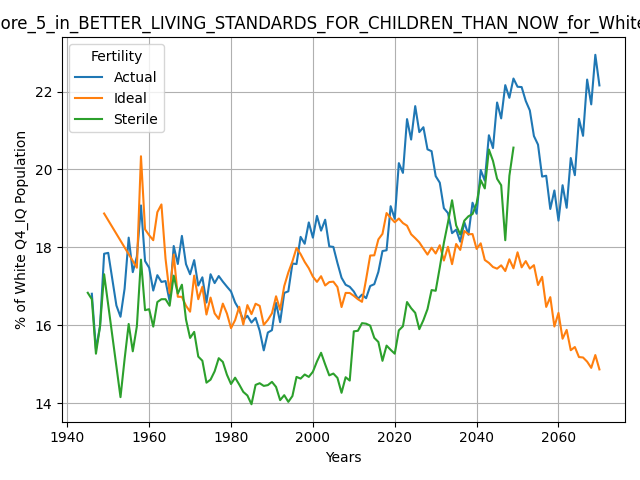 ore_5_in_BETTER_LIVING_STANDARDS_FOR_CHILDREN_THAN_NOW_for_White
Fertility
Actual
Ideal
Sterile
% of White Q4_IQ Population
22
20
18
16
14
1940
1960
1980
2000
2020
2040
2060
Years